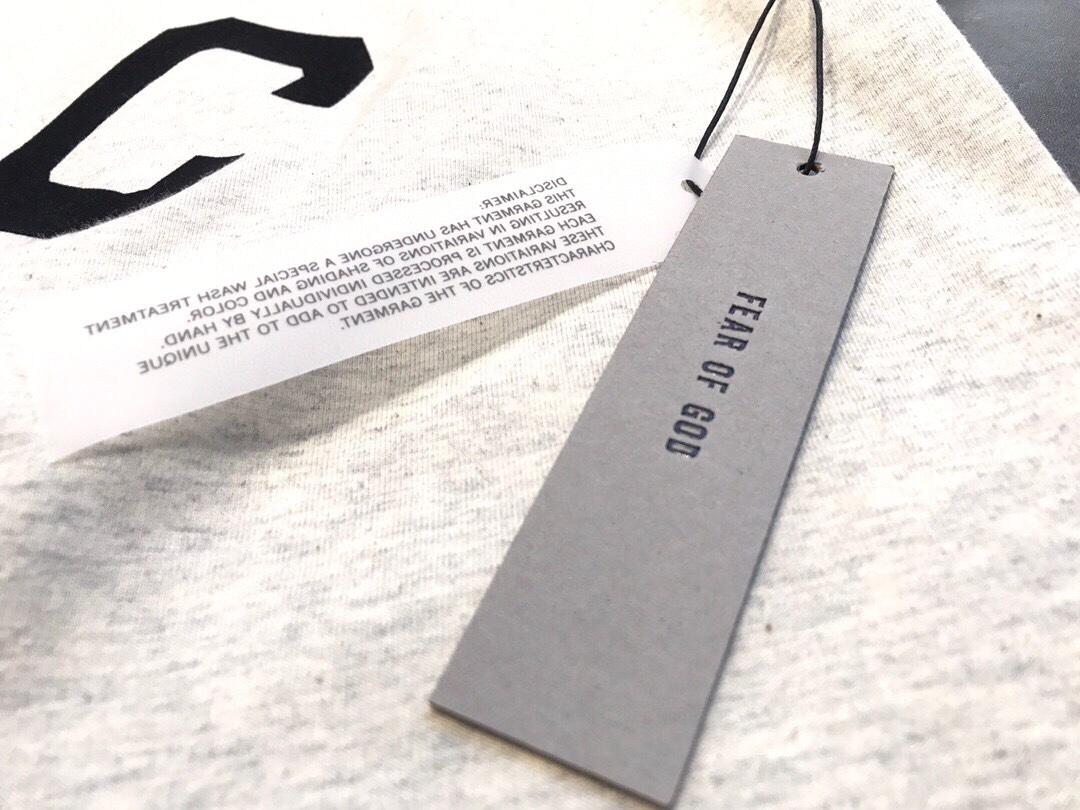 C
DISCLAIMER:
THIS GARMENT HAS UNDERGONE A SPECIAL WASH TREATMENT
RESULTING IN VARIATIONS OF SHADING AND COLOR.
EACH GARMENT IS PROCESSED INDIVIDUALLY BY HAND.
THESE VARIATIONS ARE INTENDED TO ADD TO THE UNIQUE
CHARACTERTSTICS OF THE GARMENT.
FEAR OF GOD